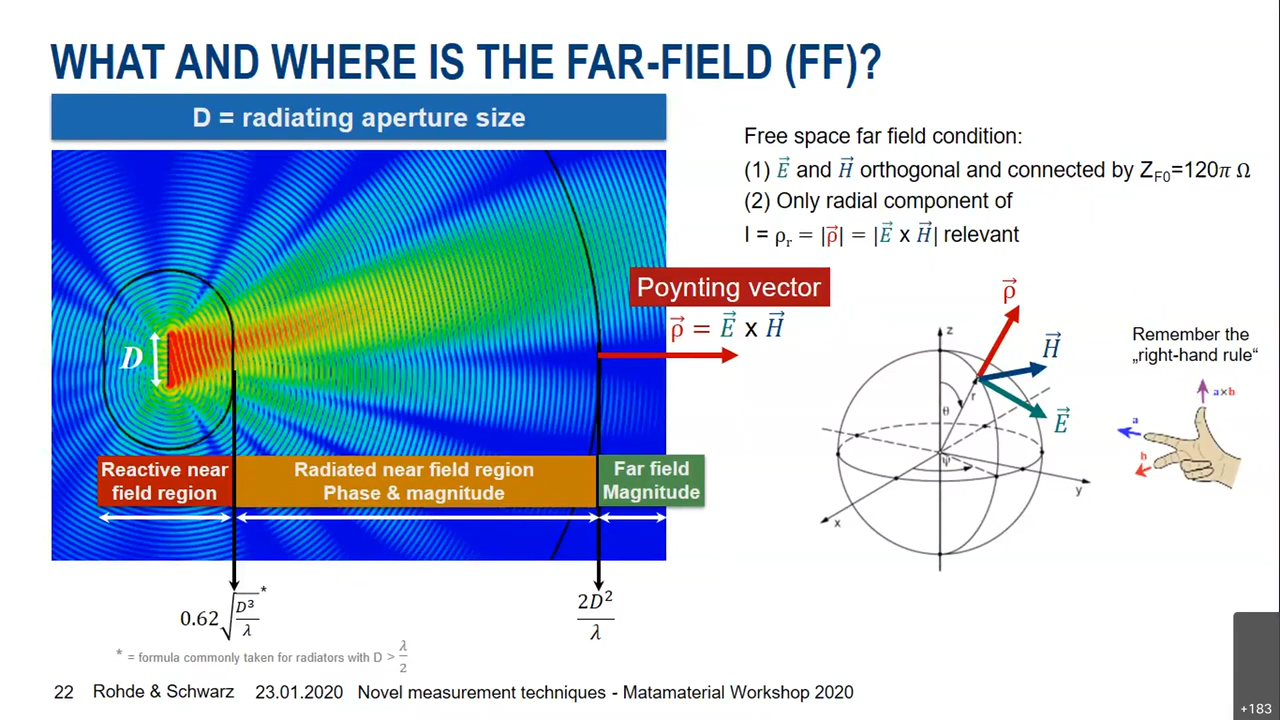 WHAT AND WHERE IS THE FAR-FIELD (FF)?
D = radiating aperture size
Free space far field condition:
(1) E⃗ and H⃗ orthogonal and connected by Z_F0=120π Ω
(2) Only radial component of
I = ρ_r = |ρ⃗| = |E⃗ x H⃗| relevant
D
Poynting vector
ρ⃗ = E⃗ x H⃗
Reactive near
field region
Radiated near field region
Phase & magnitude
Far field
Magnitude
0.62√(D³/λ) *
2D²/λ
* = formula commonly taken for radiators with D > λ/2
ρ⃗
H⃗
E⃗
z
r
θ
ψ
x
y
Remember the
„right-hand rule“
a×b
a
b
22 Rohde & Schwarz 23.01.2020 Novel measurement techniques - Matamaterial Workshop 2020
+183